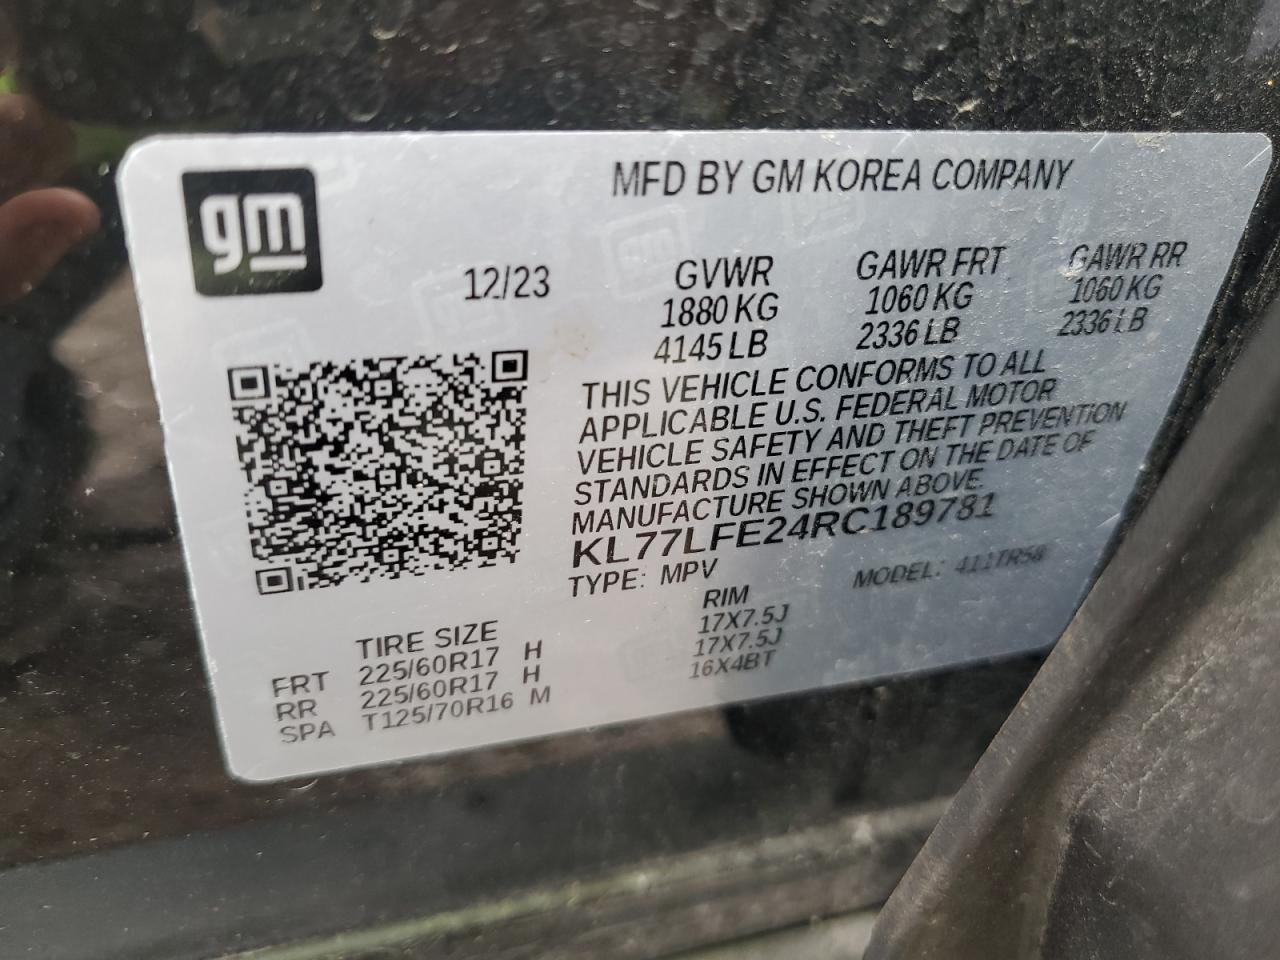 gm
MFD BY GM KOREA COMPANY
12/23
GVWR GAWR FRT GAWR RR
1880 KG 1060 KG 1060 KG
4145 LB 2336 LB 2336 LB
THIS VEHICLE CONFORMS TO ALL
APPLICABLE U.S. FEDERAL MOTOR
VEHICLE SAFETY AND THEFT PREVENTION
STANDARDS IN EFFECT ON THE DATE OF
MANUFACTURE SHOWN ABOVE.
KL77LFE24RC189781
TYPE: MPV MODEL: 411TR58
TIRE SIZE RIM
FRT 225/60R17 H 17X7.5J
RR 225/60R17 H 17X7.5J
SPA T125/70R16 M 16X4BT